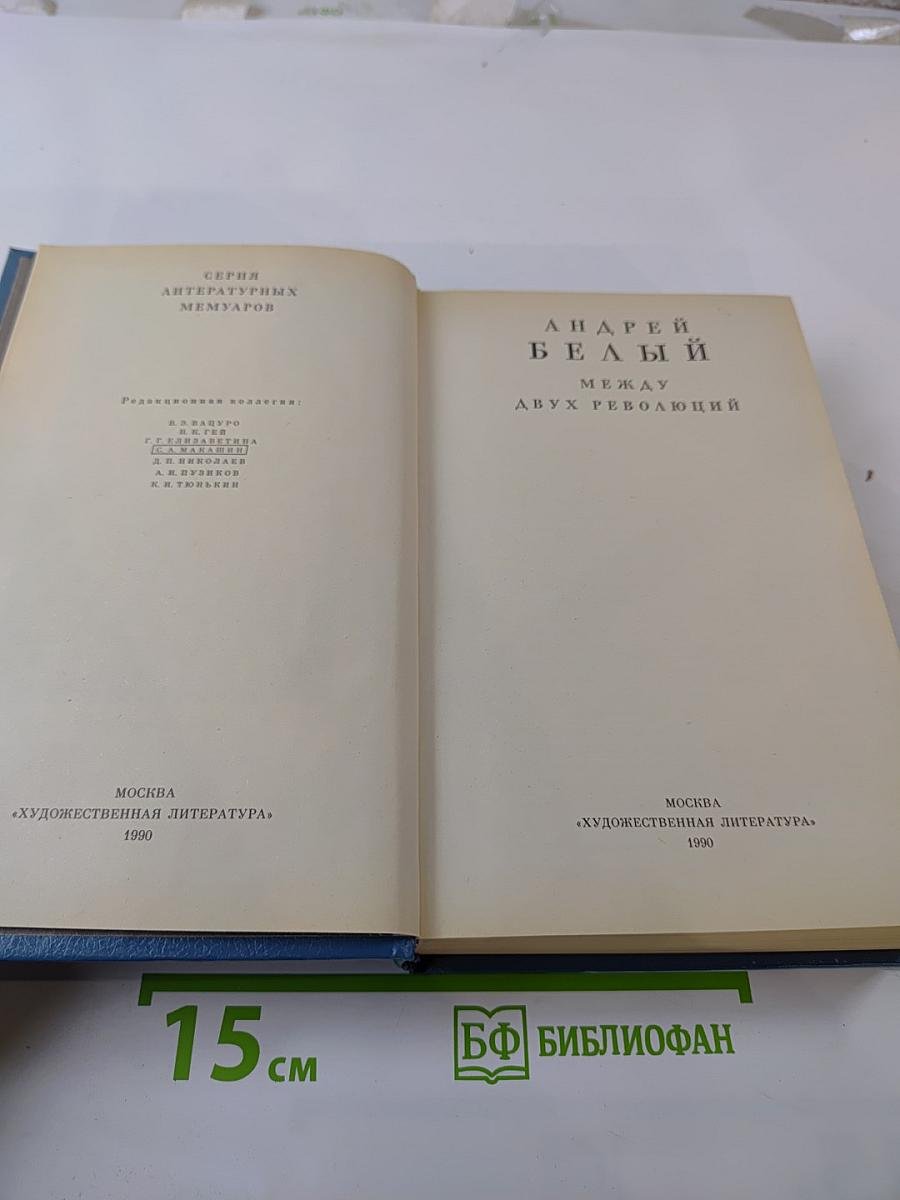 СЕРИЯ
ЛИТЕРАТУРНЫХ
МЕМУАРОВ
Редакционная коллегия:
В. Э. ВАЦУРО
Н. К. ГЕЙ
Г. Г. ЕЛИЗАВЕТИНА
С. А. МАКАШИН
Д. П. НИКОЛАЕВ
А. И. ПУЗИКОВ
К. И. ТЮНЬКИН
МОСКВА
«ХУДОЖЕСТВЕННАЯ ЛИТЕРАТУРА»
1990
АНДРЕЙ
БЕЛЫЙ
МЕЖДУ
ДВУХ РЕВОЛЮЦИЙ
МОСКВА
«ХУДОЖЕСТВЕННАЯ ЛИТЕРАТУРА»
1990
15 см
БФ БИБЛИОФАН